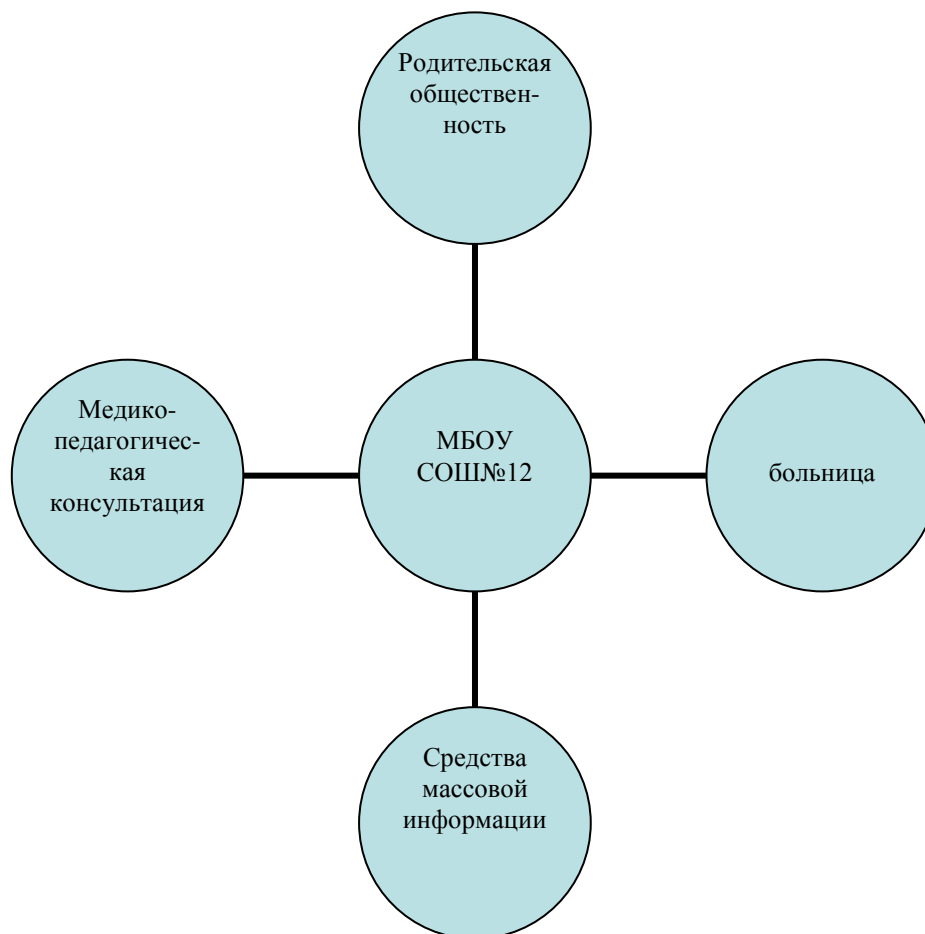 Родительская
обществен-
ность
Медико-
педагогичес-
кая
консультация
МБОУ
СОШ№12
больница
Средства
массовой
информации